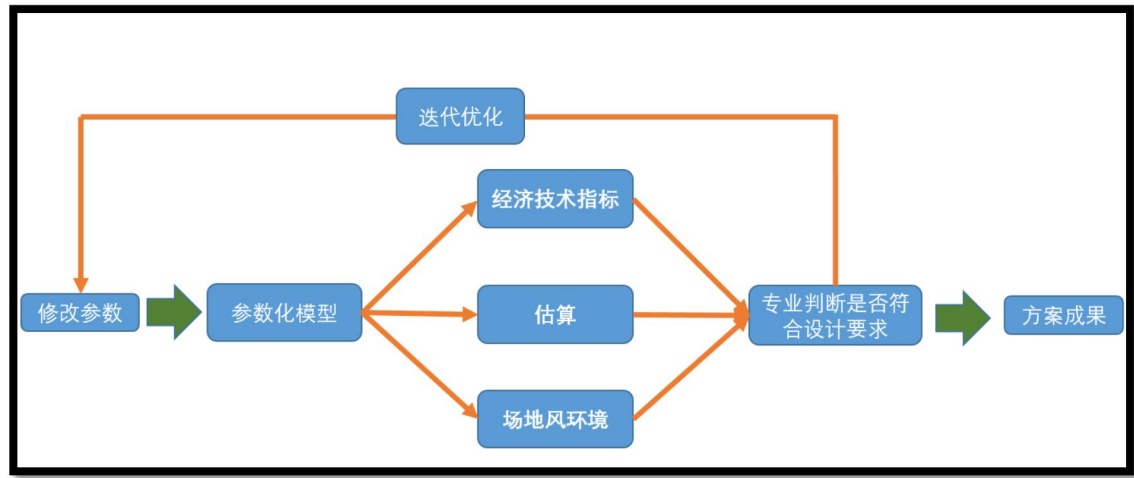 迭代优化
经济技术指标
修改参数
参数化模型
估算
专业判断是否符
合设计要求
方案成果
场地风环境